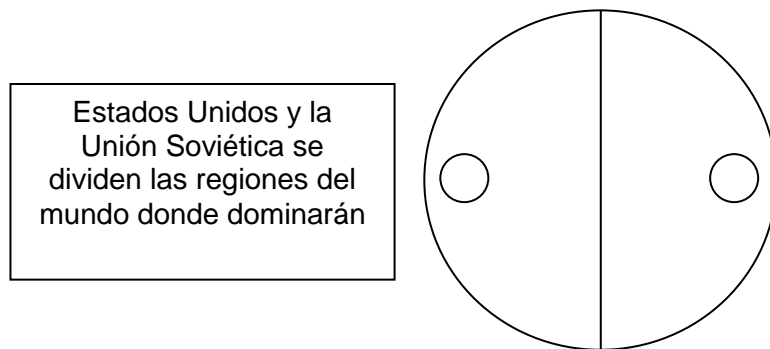 Estados Unidos y la
Unión Soviética se
dividen las regiones del
mundo donde dominarán